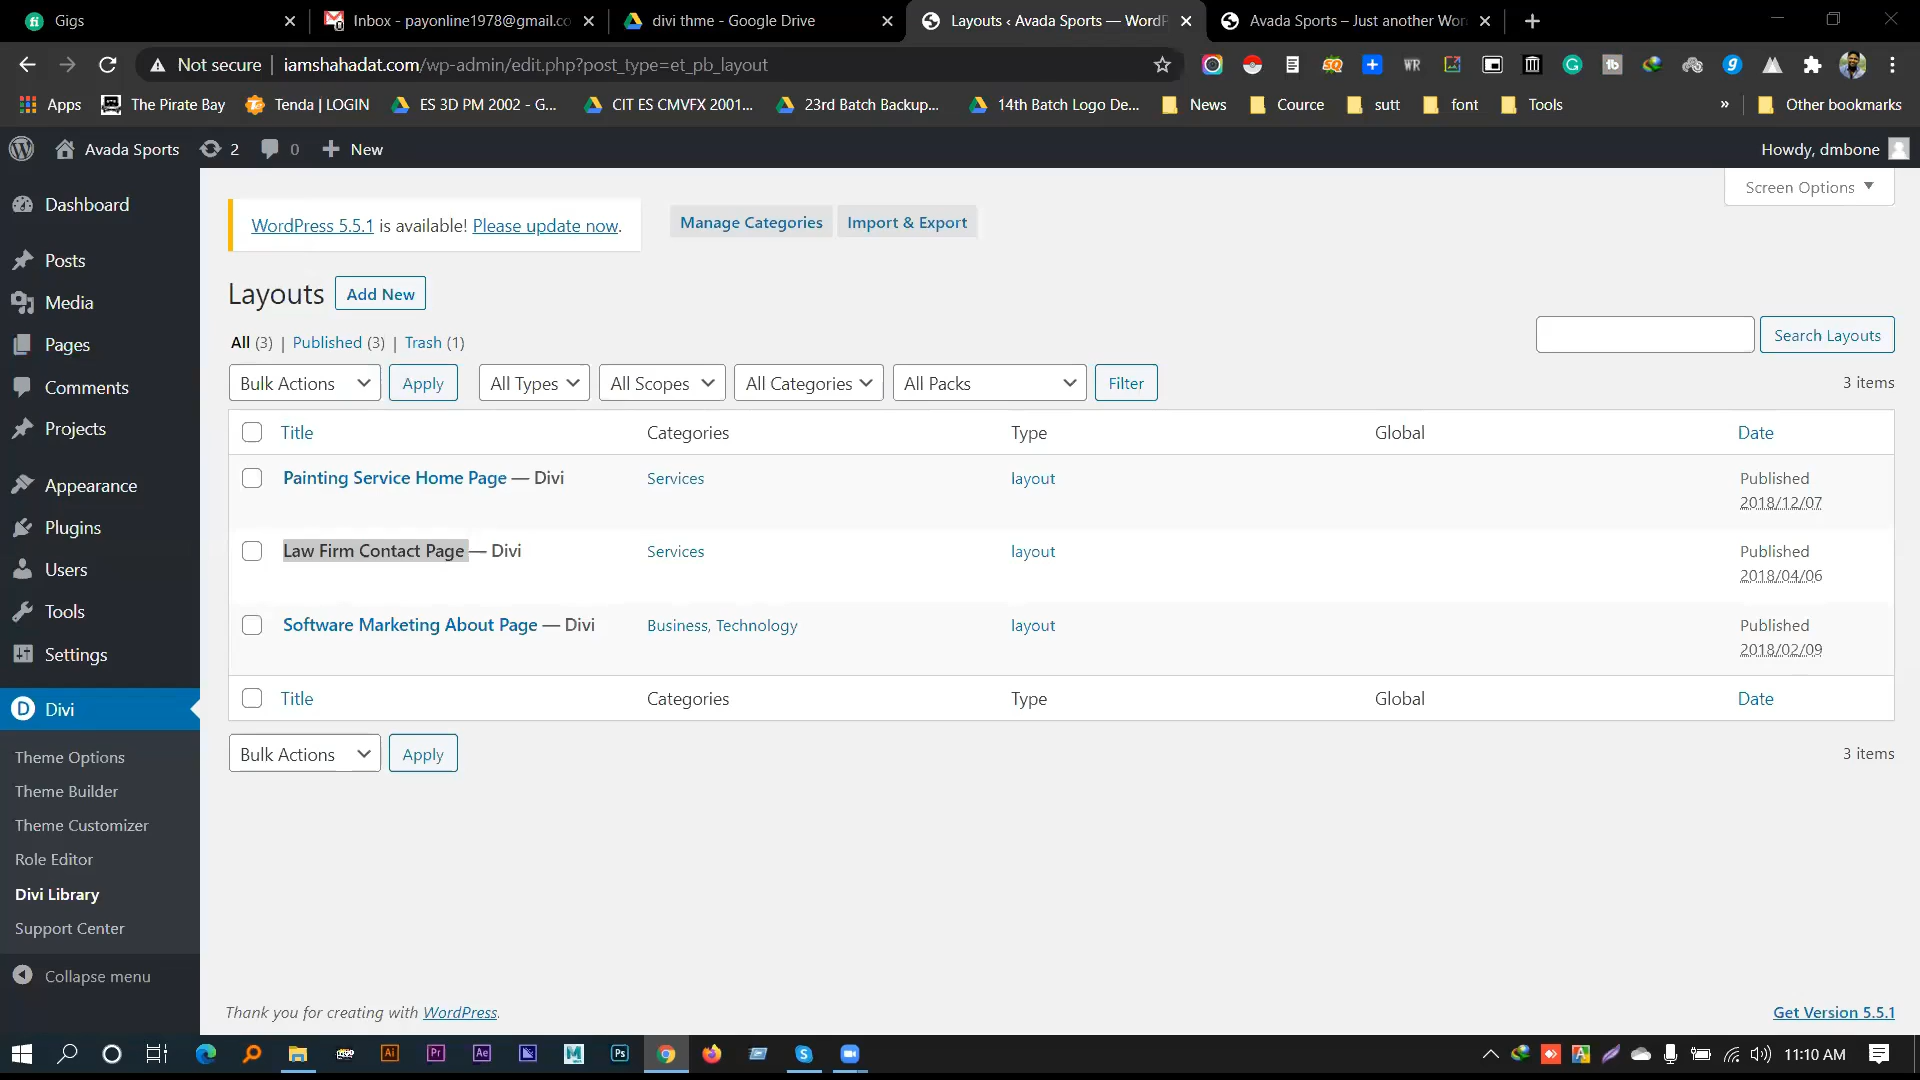 Gigs
Inbox - payonline1978@gmail.co
divi thme - Google Drive
Layouts ‹ Avada Sports — WordP
Avada Sports – Just another Wor
Not secure
iamshahadat.com/wp-admin/edit.php?post_type=et_pb_layout
Apps
The Pirate Bay
Tenda | LOGIN
ES 3D PM 2002 - G...
CIT ES CMVFX 2001...
23rd Batch Backup...
14th Batch Logo De...
News
Cource
sutt
font
Tools
»
Other bookmarks
Avada Sports
2
0
New
Howdy, dmbone
Dashboard
Posts
Media
Pages
Comments
Projects
Appearance
Plugins
Users
Tools
Settings
Divi
Theme Options
Theme Builder
Theme Customizer
Role Editor
Divi Library
Support Center
Collapse menu
Screen Options
WordPress 5.5.1 is available! Please update now.
Manage Categories
Import & Export
Layouts
Add New
All (3) | Published (3) | Trash (1)
Search Layouts
Bulk Actions
Apply
All Types
All Scopes
All Categories
All Packs
Filter
3 items
Title
Categories
Type
Global
Date
Painting Service Home Page — Divi
Services
layout
Published
2018/12/07
Law Firm Contact Page — Divi
Services
layout
Published
2018/04/06
Software Marketing About Page — Divi
Business, Technology
layout
Published
2018/02/09
Title
Categories
Type
Global
Date
Bulk Actions
Apply
3 items
Thank you for creating with WordPress.
Get Version 5.5.1
Ai
Pr
Ae
M
Ps
11:10 AM